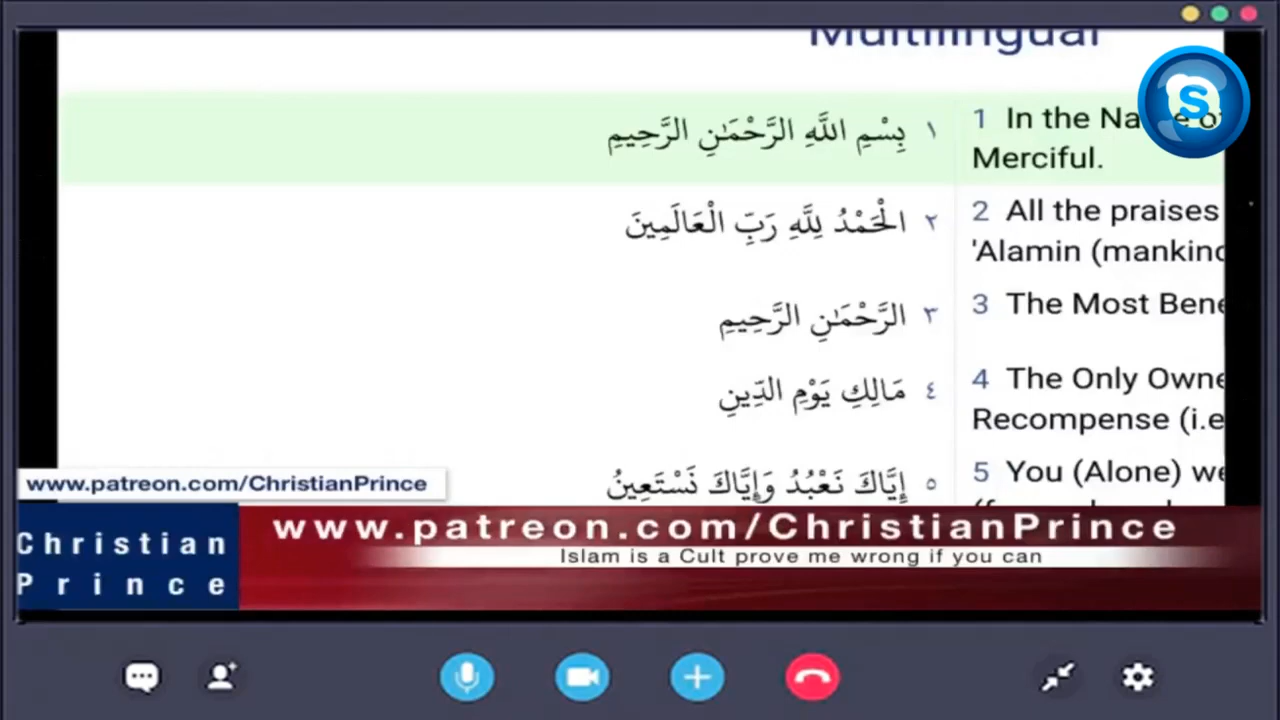 Multilingual
١ بِسْمِ اللَّهِ الرَّحْمَٰنِ الرَّحِيمِ
1 In the Name of
Merciful.
٢ الْحَمْدُ لِلَّهِ رَبِّ الْعَالَمِينَ
2 All the praises
'Alamin (mankind
٣ الرَّحْمَٰنِ الرَّحِيمِ
3 The Most Bene
٤ مَالِكِ يَوْمِ الدِّينِ
4 The Only Owne
Recompense (i.e
٥ إِيَّاكَ نَعْبُدُ وَإِيَّاكَ نَسْتَعِينُ
5 You (Alone) we
www.patreon.com/ChristianPrince
Christian
Prince
www.patreon.com/ChristianPrince
Islam is a Cult prove me wrong if you can